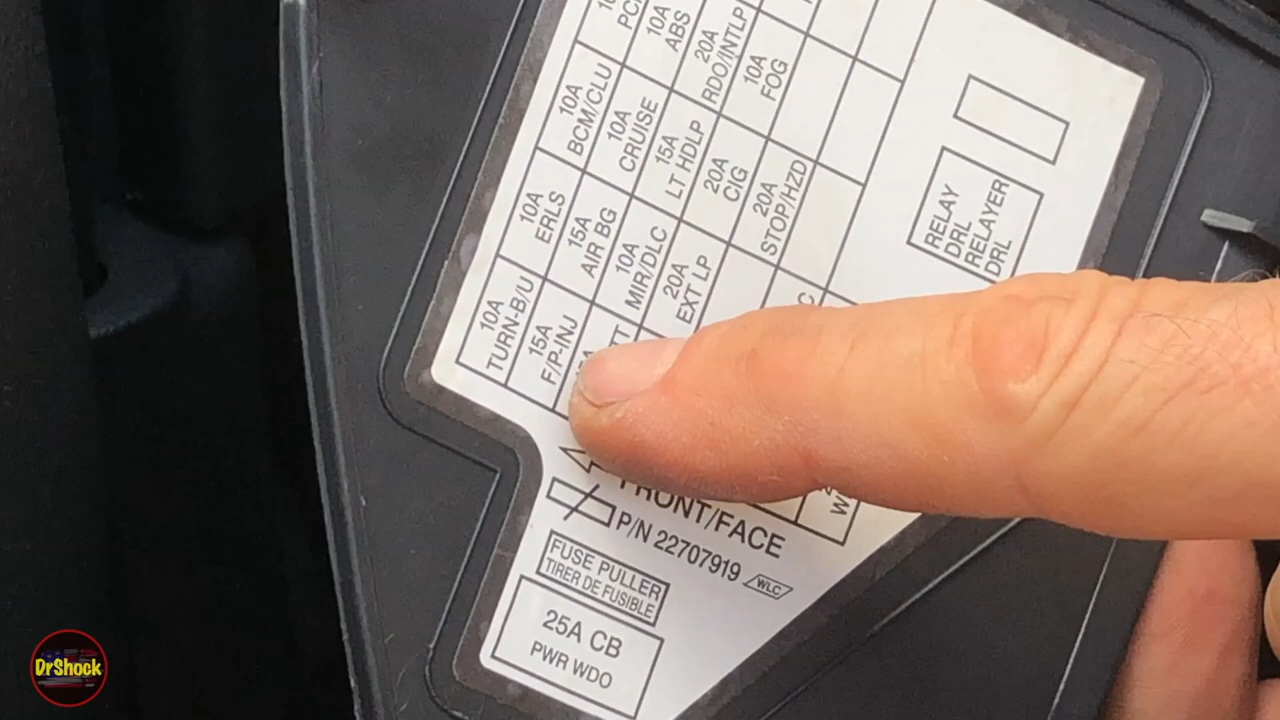 10A
ABS
20A
RDO/INTLP
10A
BCM/CLU
10A
CRUISE
15A
LT HDLP
10A
FOG
10A
ERLS
15A
AIR BG
10A
MIR/DLC
20A
CIG
20A
STOP/HZD
10A
TURN-B/U
15A
F/P-INJ
20A
EXT LP
RELAY
DRL
RELAYER
DRL
FRONT/FACE
P/N 22707919
WLC
FUSE PULLER
TIRER DE FUSIBLE
25A CB
PWR WDO
DrShock